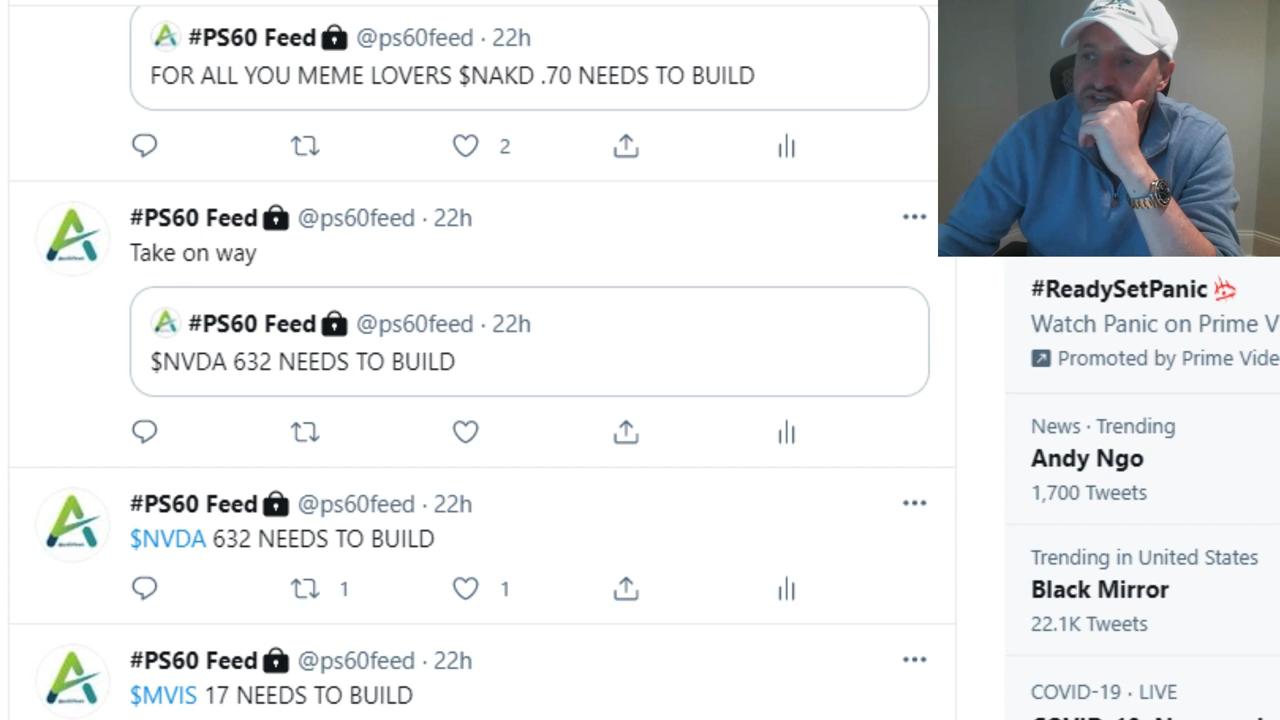 #PS60 Feed @ps60feed · 22h
FOR ALL YOU MEME LOVERS $NAKD .70 NEEDS TO BUILD
2
#PS60 Feed @ps60feed · 22h
Take on way
#PS60 Feed @ps60feed · 22h
$NVDA 632 NEEDS TO BUILD
#PS60 Feed @ps60feed · 22h
$NVDA 632 NEEDS TO BUILD
1 1
#PS60 Feed @ps60feed · 22h
$MVIS 17 NEEDS TO BUILD
#ReadySetPanic
Watch Panic on Prime V
Promoted by Prime Vide
News · Trending
Andy Ngo
1,700 Tweets
Trending in United States
Black Mirror
22.1K Tweets
COVID-19 · LIVE